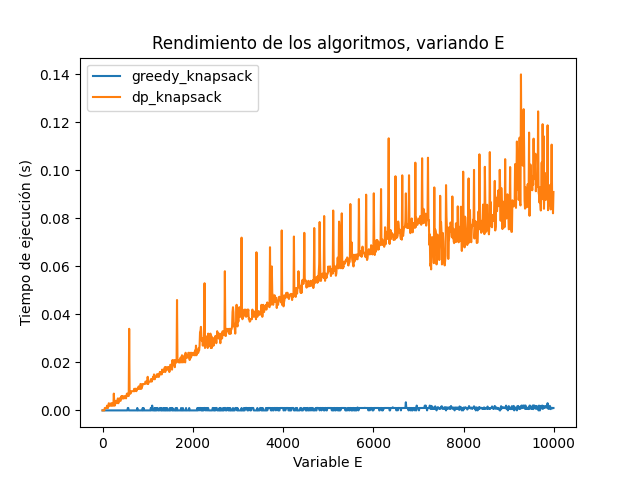 Rendimiento de los algoritmos, variando E
greedy_knapsack
dp_knapsack
0.14
0.12
0.10
0.08
0.06
0.04
0.02
0.00
Tiempo de ejecución (s)
0 2000 4000 6000 8000 10000
Variable E